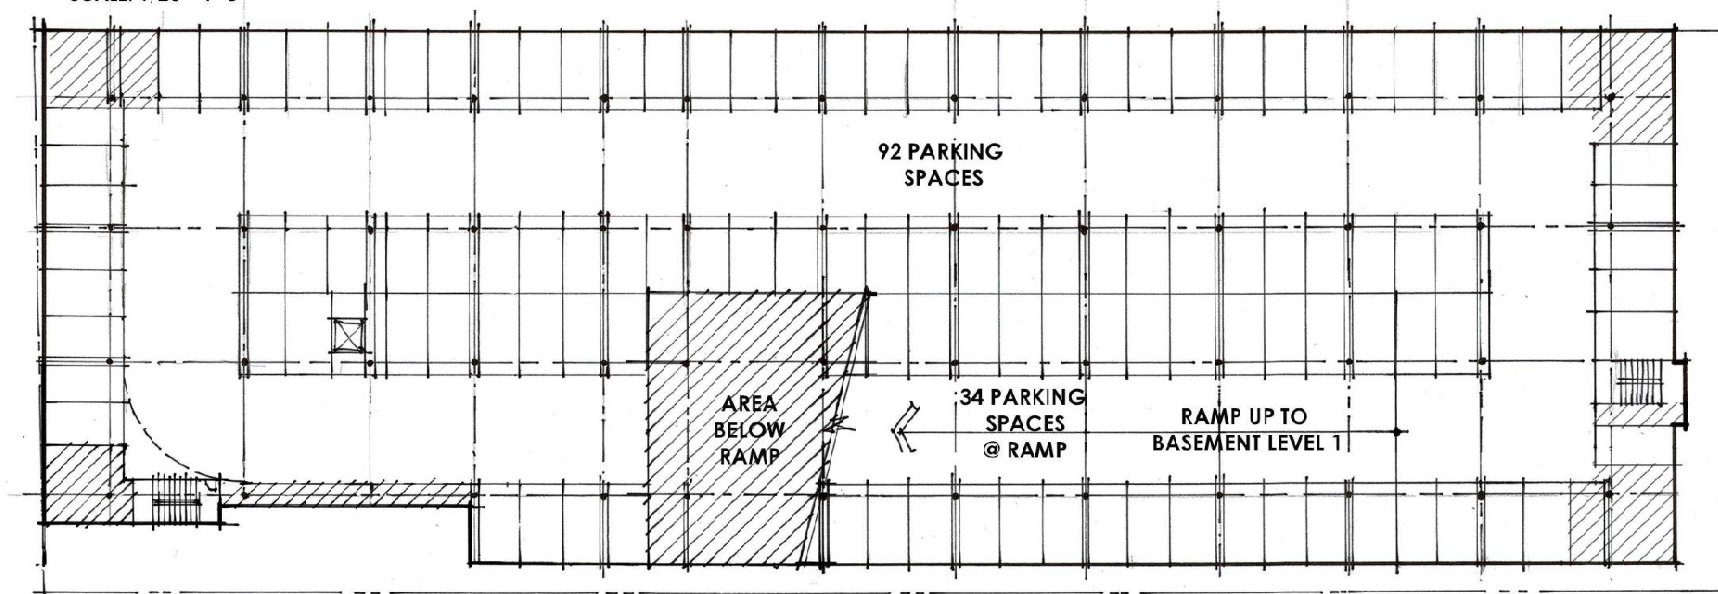 92 PARKING
SPACES
AREA
BELOW
RAMP
34 PARKING
SPACES
@ RAMP
RAMP UP TO
BASEMENT LEVEL 1